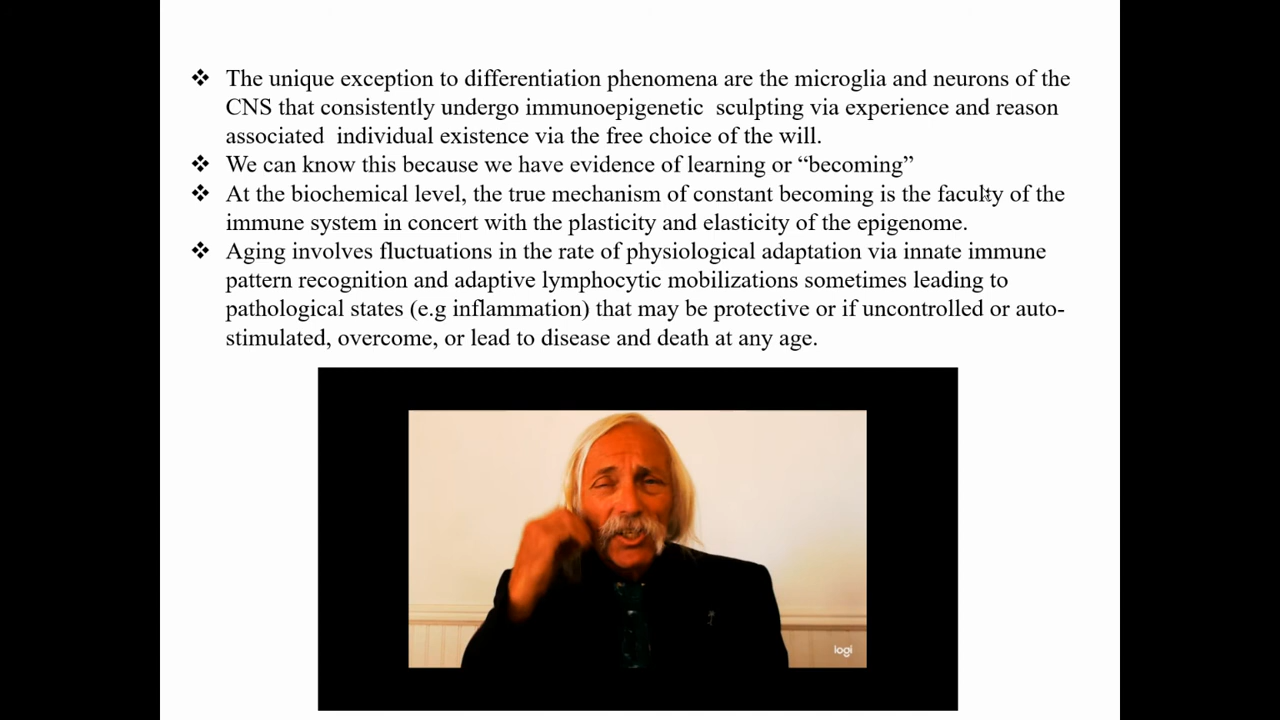 ❖ The unique exception to differentiation phenomena are the microglia and neurons of the
CNS that consistently undergo immunoepigenetic  sculpting via experience and reason
associated  individual existence via the free choice of the will.
❖ We can know this because we have evidence of learning or “becoming”
❖ At the biochemical level, the true mechanism of constant becoming is the faculty of the
immune system in concert with the plasticity and elasticity of the epigenome.
❖ Aging involves fluctuations in the rate of physiological adaptation via innate immune
pattern recognition and adaptive lymphocytic mobilizations sometimes leading to
pathological states (e.g inflammation) that may be protective or if uncontrolled or auto-
stimulated, overcome, or lead to disease and death at any age.
logi